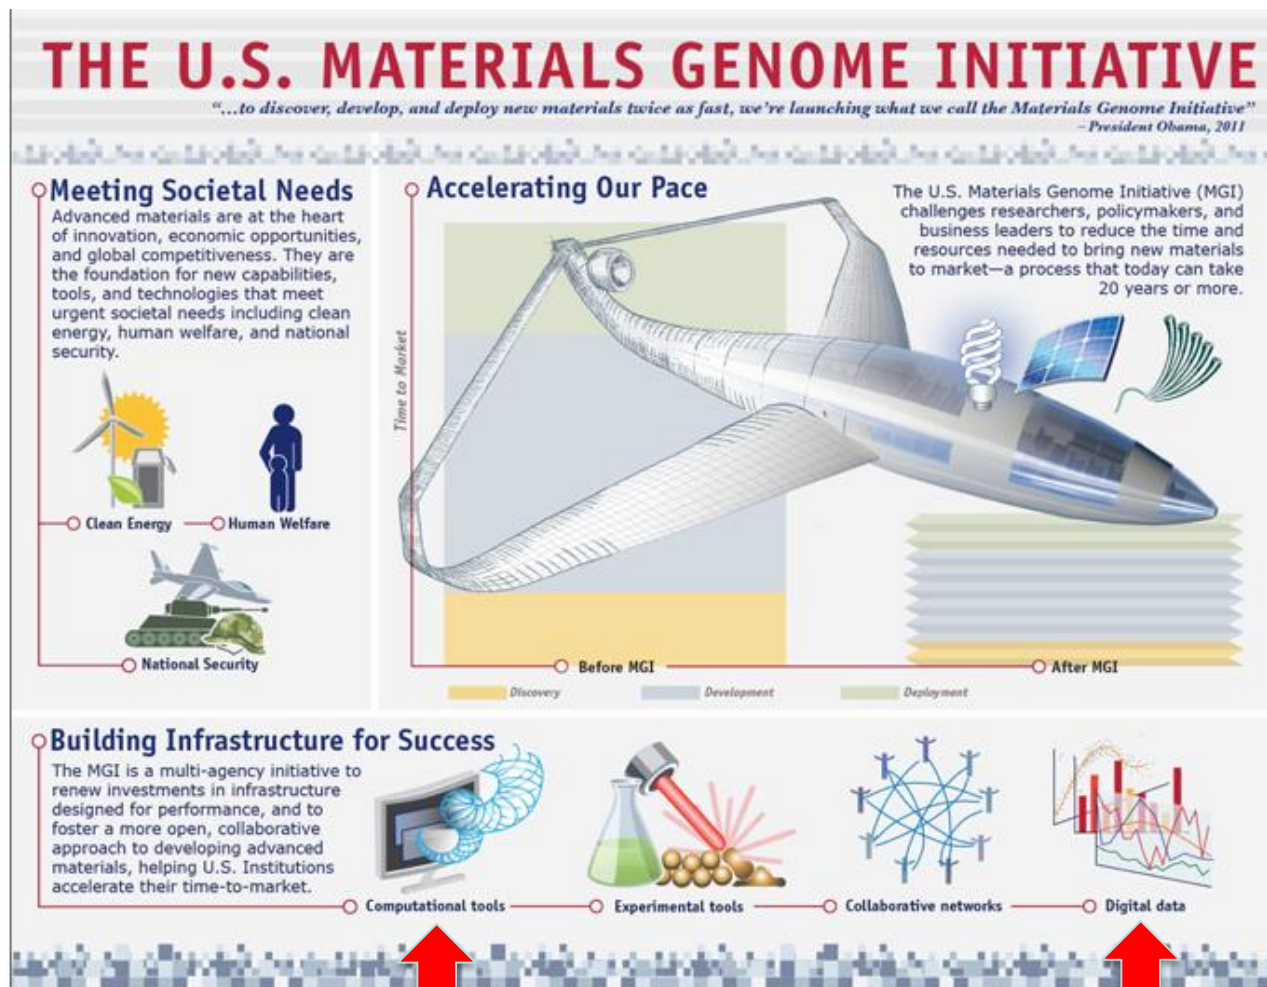 THE U.S. MATERIALS GENOME INITIATIVE
“...to discover, develop, and deploy new materials twice as fast, we’re launching what we call the Materials Genome Initiative”
– President Obama, 2011
Meeting Societal Needs
Advanced materials are at the heart
of innovation, economic opportunities,
and global competitiveness. They are
the foundation for new capabilities,
tools, and technologies that meet
urgent societal needs including clean
energy, human welfare, and national
security.
Clean Energy
Human Welfare
National Security
Accelerating Our Pace
The U.S. Materials Genome Initiative (MGI)
challenges researchers, policymakers, and
business leaders to reduce the time and
resources needed to bring new materials
to market—a process that today can take
20 years or more.
Time to Market
Before MGI
After MGI
Discovery
Development
Deployment
Building Infrastructure for Success
The MGI is a multi-agency initiative to
renew investments in infrastructure
designed for performance, and to
foster a more open, collaborative
approach to developing advanced
materials, helping U.S. Institutions
accelerate their time-to-market.
Computational tools
Experimental tools
Collaborative networks
Digital data